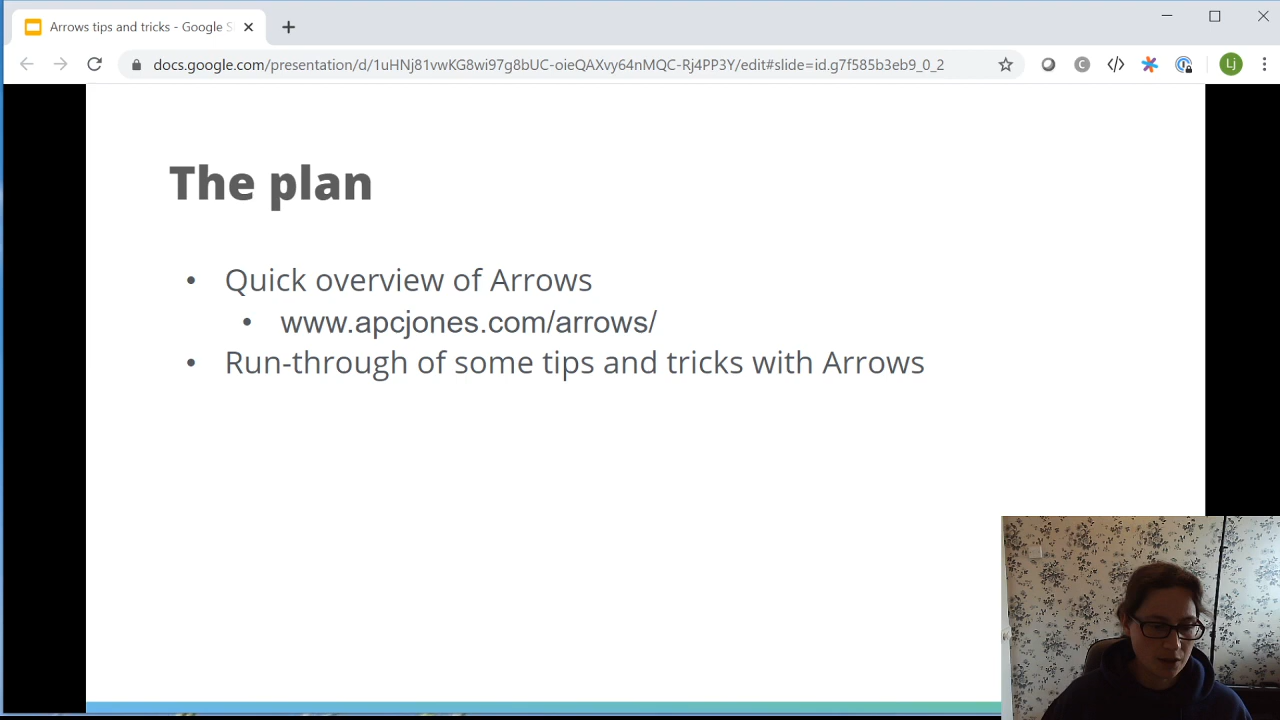 Arrows tips and tricks - Google S
docs.google.com/presentation/d/1uHNj81vwKG8wi97g8bUC-oieQAXvy64nMQC-Rj4PP3Y/edit#slide=id.g7f585b3eb9_0_2
C
Lj
The plan
• Quick overview of Arrows
• www.apcjones.com/arrows/
• Run-through of some tips and tricks with Arrows